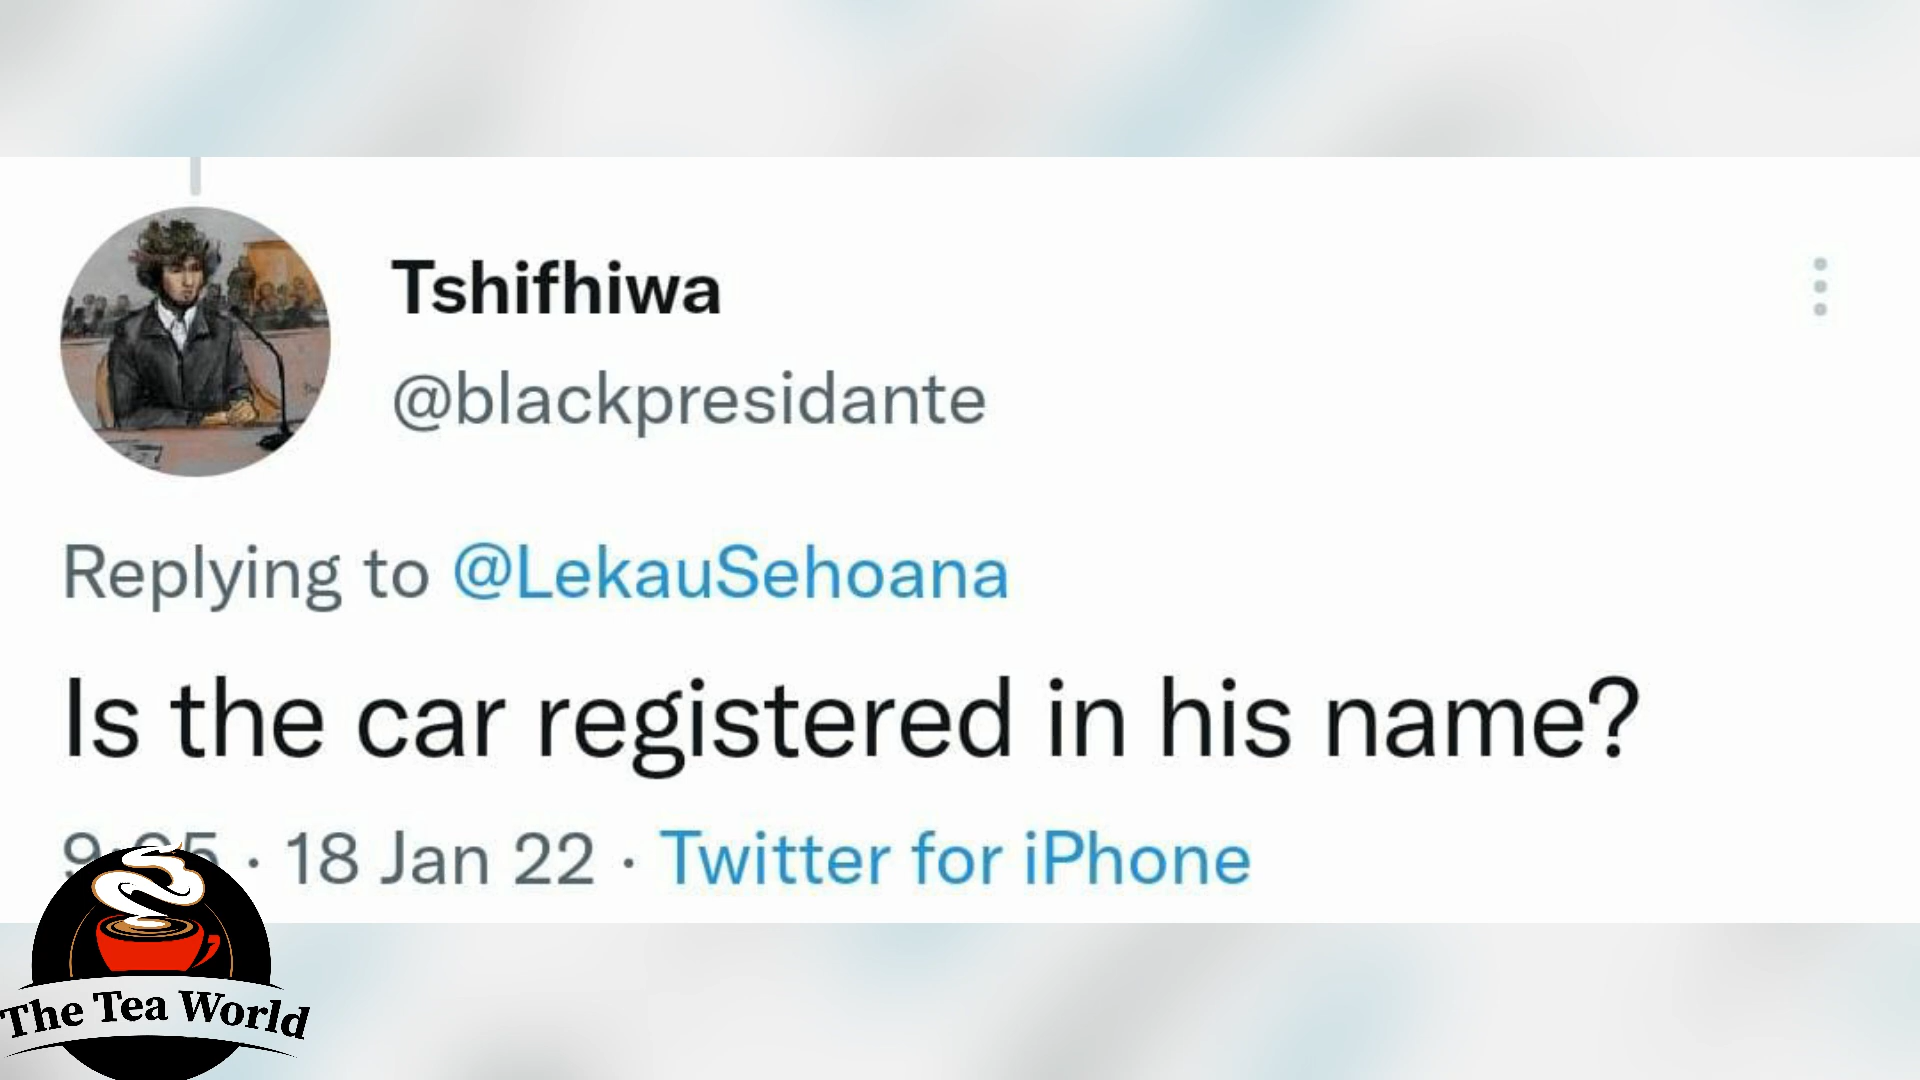 Tshifhiwa
@blackpresidante
Replying to @LekauSehoana
Is the car registered in his name?
· 18 Jan 22 · Twitter for iPhone
The Tea World